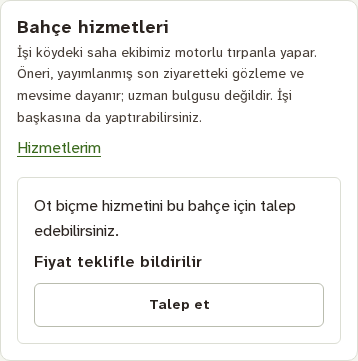 Bahçe hizmetleri
İşi köydeki saha ekibimiz motorlu tırpanla yapar.
Öneri, yayımlanmış son ziyaretteki gözleme ve
mevsime dayanır; uzman bulgusu değildir. İşi
başkasına da yaptırabilirsiniz.
Hizmetlerim
Ot biçme hizmetini bu bahçe için talep
edebilirsiniz.
Fiyat teklifle bildirilir
Talep et